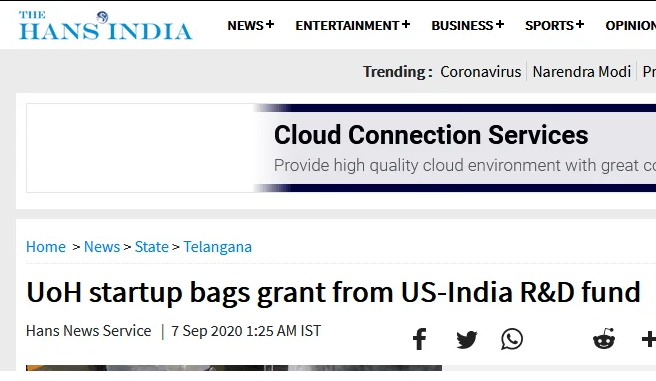 THE
HANS INDIA
NEWS+ ENTERTAINMENT+ BUSINESS+ SPORTS+ OPINION
Trending : Coronavirus Narendra Modi Pr
Cloud Connection Services
Provide high quality cloud environment with great co
Home > News > State > Telangana
UoH startup bags grant from US-India R&D fund
Hans News Service | 7 Sep 2020 1:25 AM IST